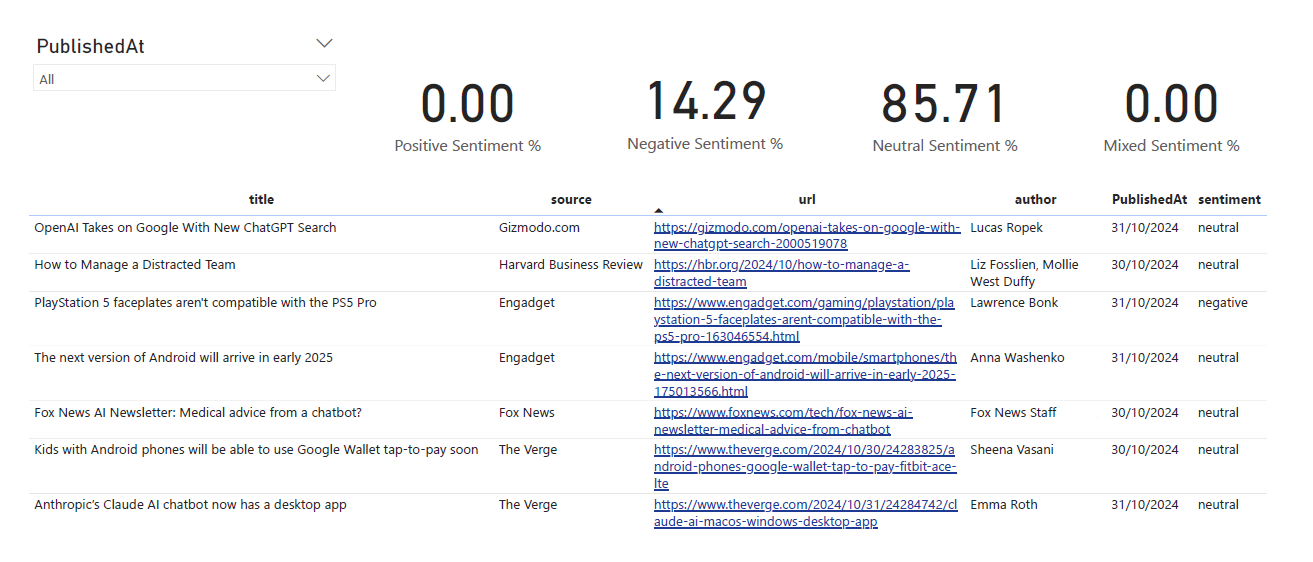 PublishedAt
All
0.00
Positive Sentiment %
14.29
Negative Sentiment %
85.71
Neutral Sentiment %
0.00
Mixed Sentiment %
title source url author PublishedAt sentiment
OpenAI Takes on Google With New ChatGPT Search Gizmodo.com https://gizmodo.com/openai-takes-on-google-with- Lucas Ropek 31/10/2024 neutral
new-chatgpt-search-2000519078
How to Manage a Distracted Team Harvard Business Review https://hbr.org/2024/10/how-to-manage-a- Liz Fosslien, Mollie 30/10/2024 neutral
distracted-team West Duffy
PlayStation 5 faceplates aren't compatible with the PS5 Pro Engadget https://www.engadget.com/gaming/playstation/pla Lawrence Bonk 31/10/2024 negative
ystation-5-faceplates-arent-compatible-with-the-
ps5-pro-163046554.html
The next version of Android will arrive in early 2025 Engadget https://www.engadget.com/mobile/smartphones/th Anna Washenko 31/10/2024 neutral
e-next-version-of-android-will-arrive-in-early-2025-
175013566.html
Fox News AI Newsletter: Medical advice from a chatbot? Fox News https://www.foxnews.com/tech/fox-news-ai- Fox News Staff 30/10/2024 neutral
newsletter-medical-advice-from-chatbot
Kids with Android phones will be able to use Google Wallet tap-to-pay soon The Verge https://www.theverge.com/2024/10/30/24283825/a Sheena Vasani 30/10/2024 neutral
ndroid-phones-google-wallet-tap-to-pay-fitbit-ace-
lte
Anthropic’s Claude AI chatbot now has a desktop app The Verge https://www.theverge.com/2024/10/31/24284742/cl Emma Roth 31/10/2024 neutral
aude-ai-macos-windows-desktop-app